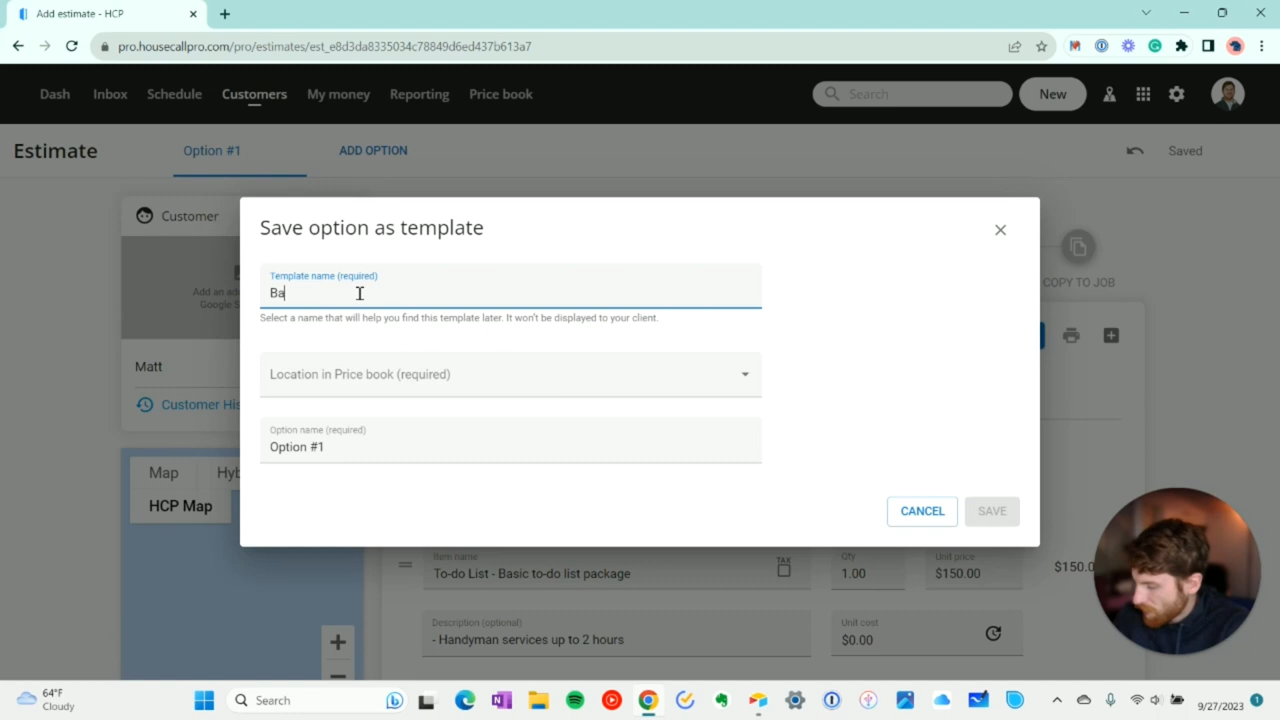 Add estimate - HCP
pro.housecallpro.com/pro/estimates/est_e8d3da8335034c78849d6ed437b613a7
Dash Inbox Schedule Customers My money Reporting Price book Search New
Estimate Option #1 ADD OPTION Saved
Customer
Save option as template
Template name (required)
Ba
Select a name that will help you find this template later. It won't be displayed to your client.
Add an ad
Google S
COPY TO JOB
Matt
Location in Price book (required)
Customer His
Option name (required)
Option #1
Map Hyb
HCP Map
CANCEL SAVE
Item name TAX Qty Unit price
To-do List - Basic to-do list package 1.00 $150.00 $150.0
Description (optional) Unit cost
- Handyman services up to 2 hours $0.00
64°F
Cloudy
Search
9/27/2023 1